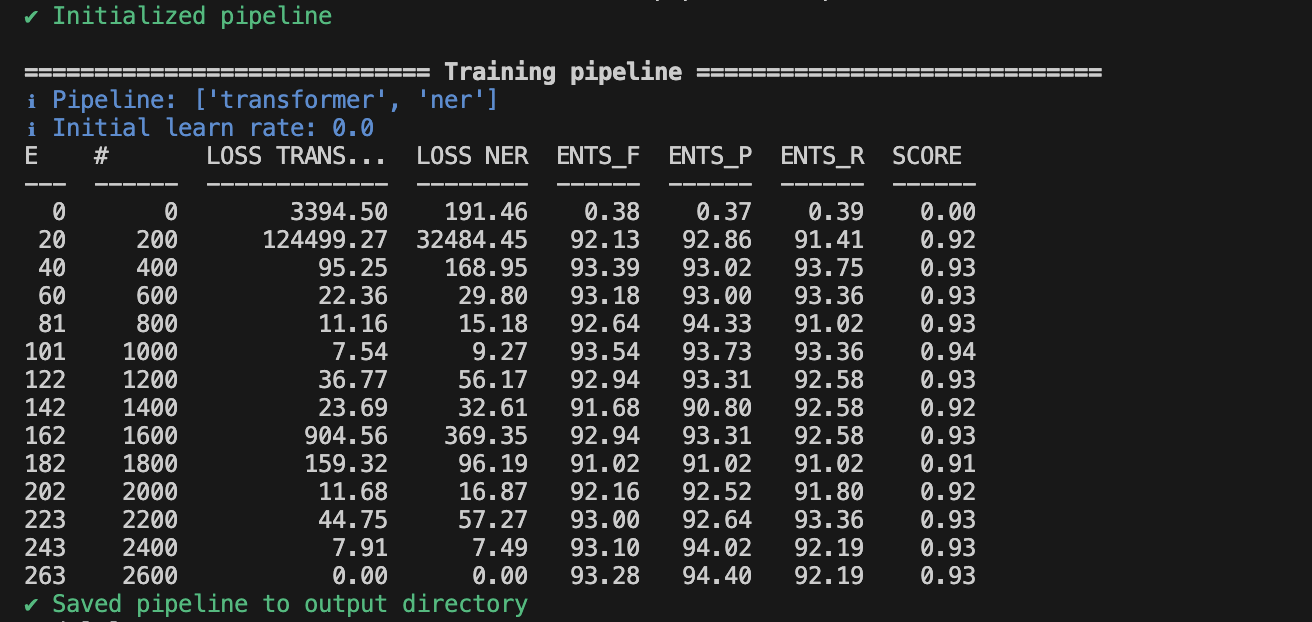 ✔ Initialized pipeline
============================= Training pipeline =============================
ℹ Pipeline: ['transformer', 'ner']
ℹ Initial learn rate: 0.0
E    #       LOSS TRANS...  LOSS NER  ENTS_F  ENTS_P  ENTS_R  SCORE
---  ------  -------------  --------  ------  ------  ------  ------
  0       0        3394.50    191.46    0.38    0.37    0.39    0.00
 20     200      124499.27  32484.45   92.13   92.86   91.41    0.92
 40     400          95.25    168.95   93.39   93.02   93.75    0.93
 60     600          22.36     29.80   93.18   93.00   93.36    0.93
 81     800          11.16     15.18   92.64   94.33   91.02    0.93
101    1000           7.54      9.27   93.54   93.73   93.36    0.94
122    1200          36.77     56.17   92.94   93.31   92.58    0.93
142    1400          23.69     32.61   91.68   90.80   92.58    0.92
162    1600         904.56    369.35   92.94   93.31   92.58    0.93
182    1800         159.32     96.19   91.02   91.02   91.02    0.91
202    2000          11.68     16.87   92.16   92.52   91.80    0.92
223    2200          44.75     57.27   93.00   92.64   93.36    0.93
243    2400           7.91      7.49   93.10   94.02   92.19    0.93
263    2600           0.00      0.00   93.28   94.40   92.19    0.93
✔ Saved pipeline to output directory